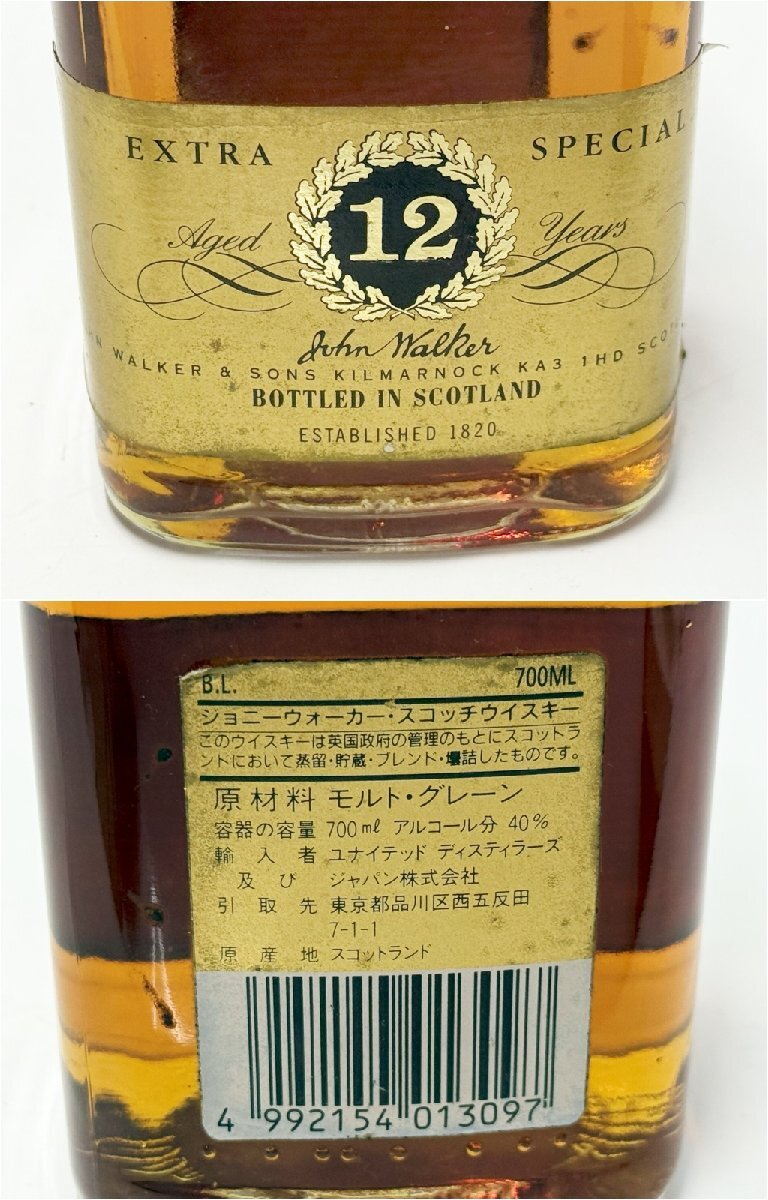 EXTRA SPECIAL
Aged 12 Years
John Walker
WALKER & SONS KILMARNOCK KA3 1HD
BOTTLED IN SCOTLAND
ESTABLISHED 1820
B.L. 700ML
ジョニーウォーカー・スコッチウイスキー
このウイスキーは英国政府の管理のもとにスコットラ
ンドにおいて蒸留・貯蔵・ブレンド・壜詰したものです。
原材料 モルト・グレーン
容器の容量 700ml アルコール分 40%
輸入者 ユナイテッド ディスティラーズ
及び ジャパン株式会社
引取先 東京都品川区西五反田
7-1-1
原産地 スコットランド
4 992154 013097